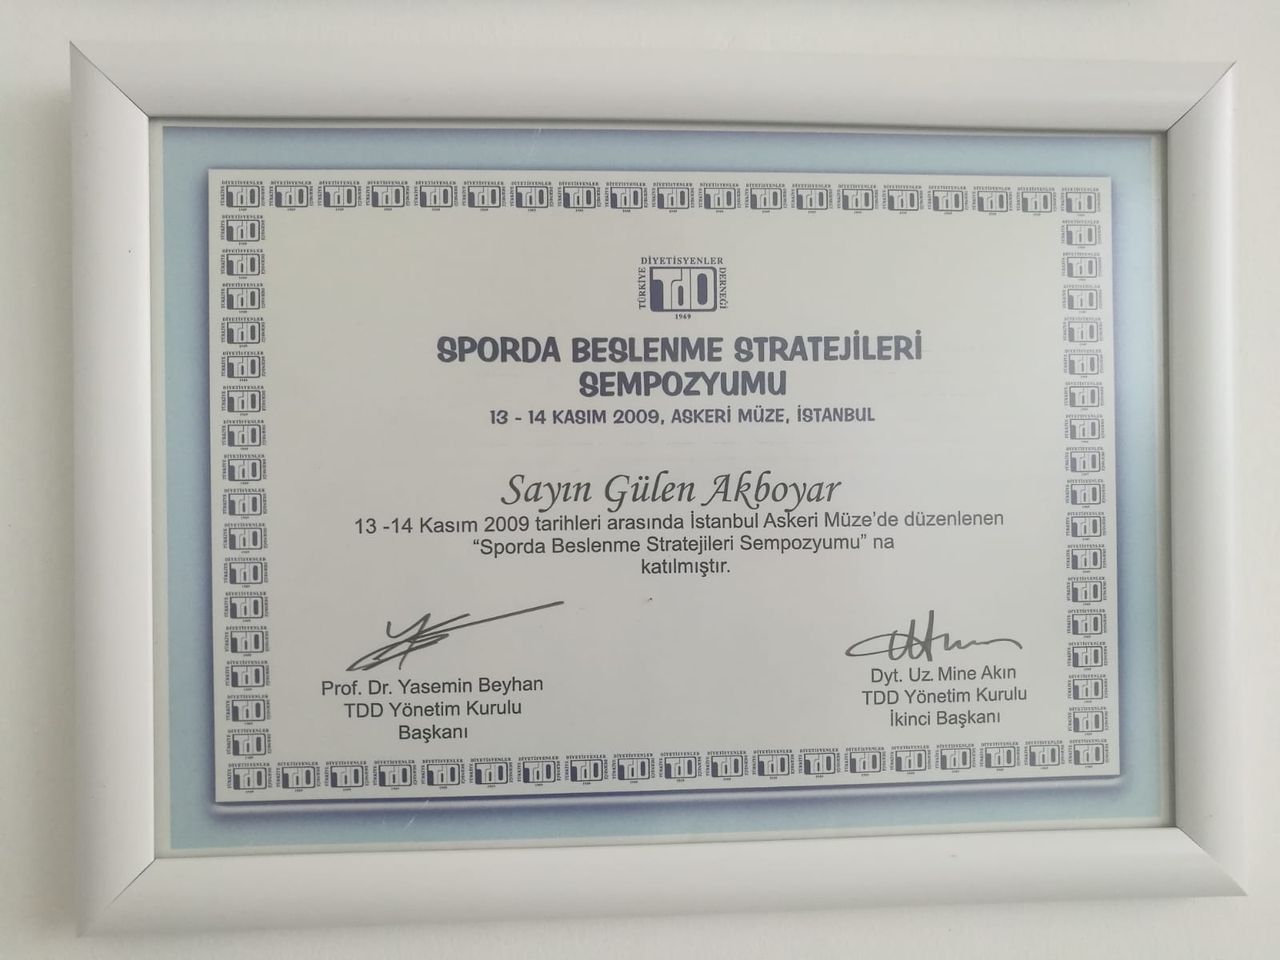 DİYETİSYENLER
TÜRKİYE
TDD
DERNEĞİ
1969
SPORDA BESLENME STRATEJİLERİ
SEMPOZYUMU
13 - 14 KASIM 2009, ASKERİ MÜZE, İSTANBUL
Sayın Gülen Akboyar
13 -14 Kasım 2009 tarihleri arasında İstanbul Askeri Müze'de düzenlenen
“Sporda Beslenme Stratejileri Sempozyumu” na
katılmıştır.
Prof. Dr. Yasemin Beyhan
TDD Yönetim Kurulu
Başkanı
Dyt. Uz. Mine Akın
TDD Yönetim Kurulu
İkinci Başkanı